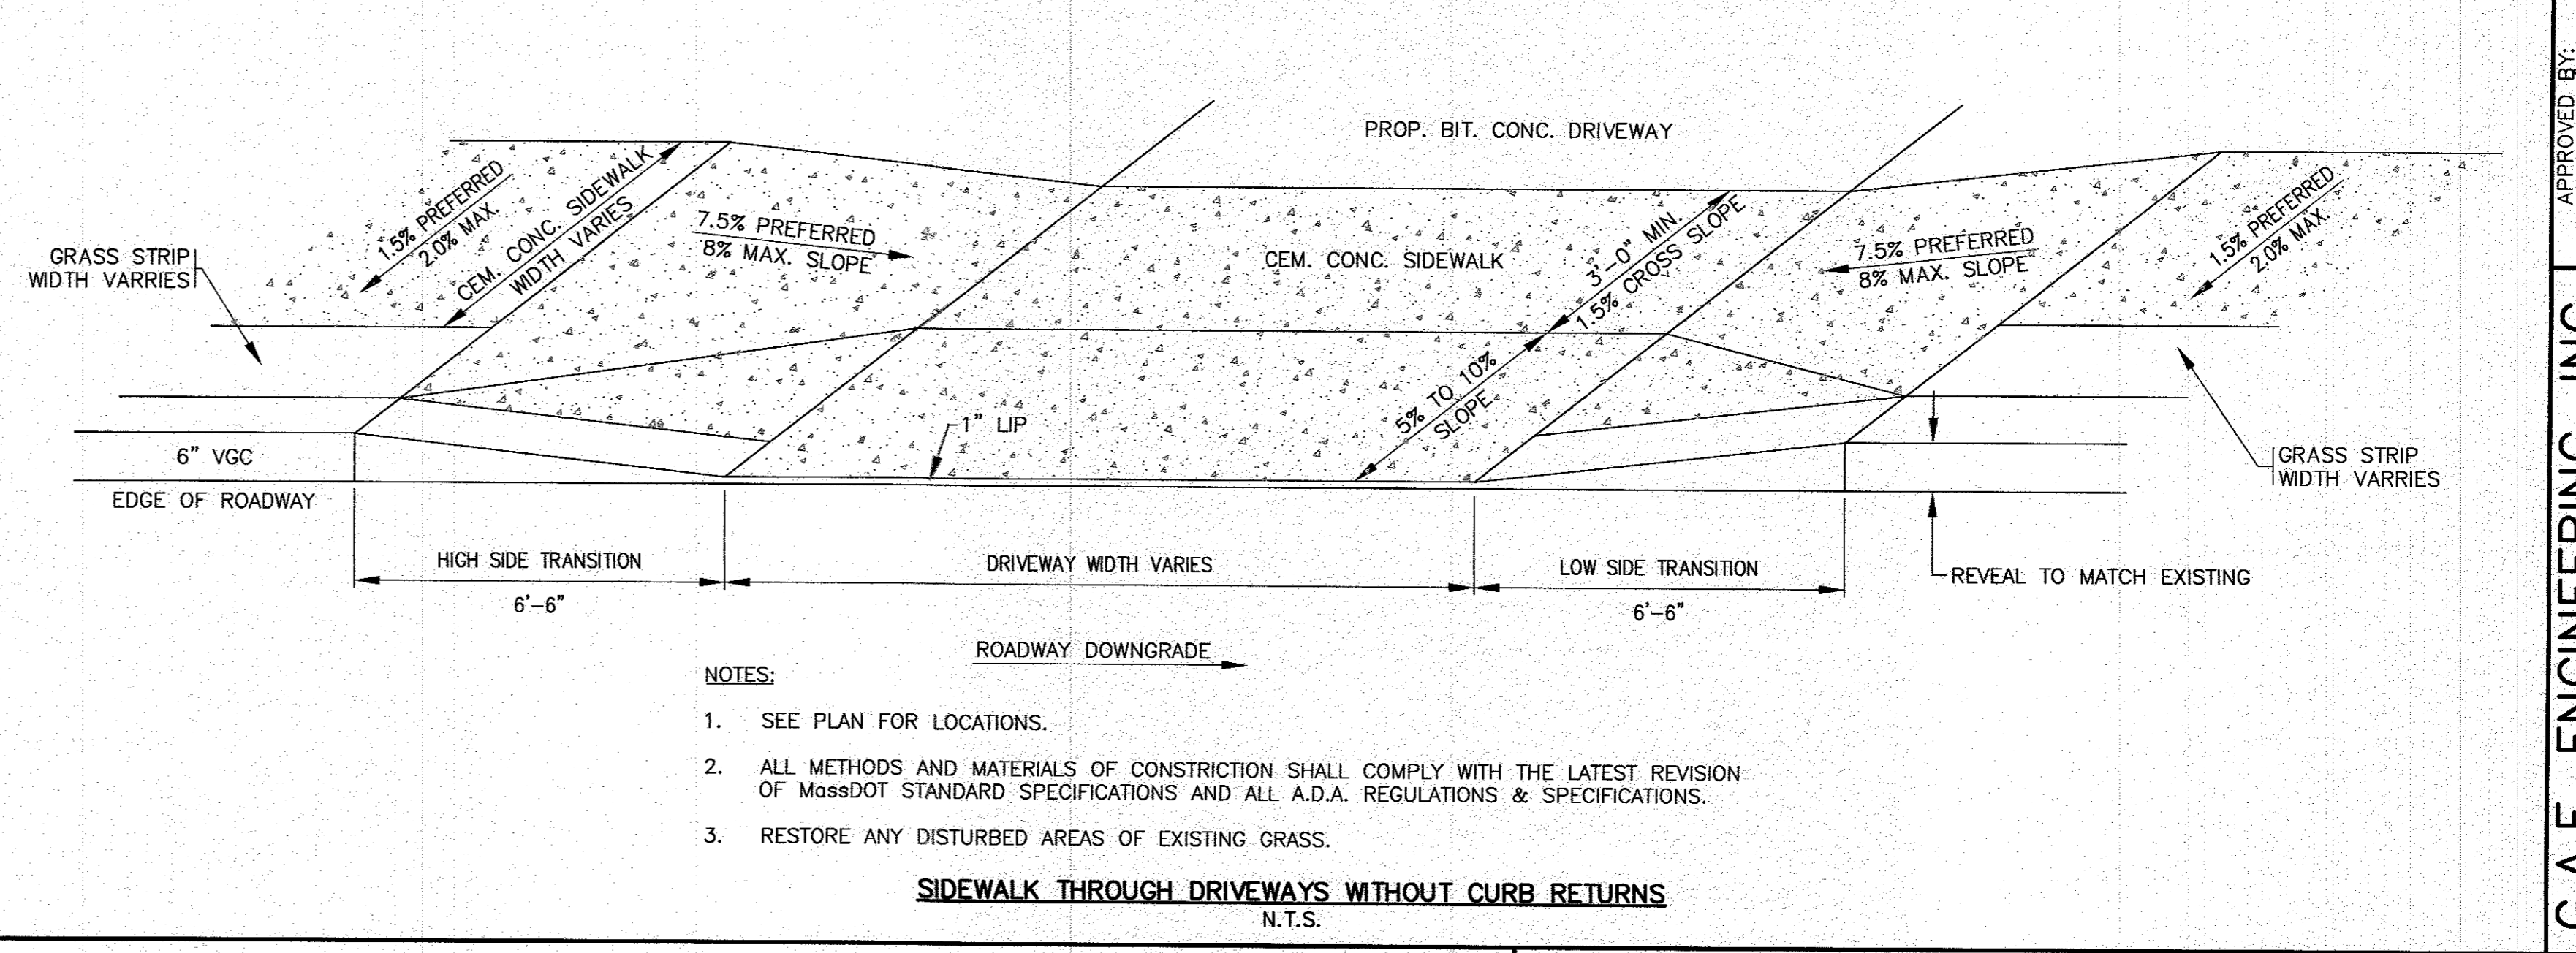 PROP. BIT. CONC. DRIVEWAY
1.5% PREFERRED
2.0% MAX.
CEM. CONC. SIDEWALK
WIDTH VARIES
7.5% PREFERRED
8% MAX. SLOPE
GRASS STRIP
WIDTH VARRIES
CEM. CONC. SIDEWALK
3'-0" MIN.
1.5% CROSS SLOPE
7.5% PREFERRED
8% MAX. SLOPE
1.5% PREFERRED
2.0% MAX.
5% TO 10%
SLOPE
1" LIP
6" VGC
EDGE OF ROADWAY
GRASS STRIP
WIDTH VARRIES
HIGH SIDE TRANSITION
6'-6"
DRIVEWAY WIDTH VARIES
LOW SIDE TRANSITION
6'-6"
REVEAL TO MATCH EXISTING
ROADWAY DOWNGRADE
NOTES:
1. SEE PLAN FOR LOCATIONS.
2. ALL METHODS AND MATERIALS OF CONSTRICTION SHALL COMPLY WITH THE LATEST REVISION
OF MassDOT STANDARD SPECIFICATIONS AND ALL A.D.A. REGULATIONS & SPECIFICATIONS.
3. RESTORE ANY DISTURBED AREAS OF EXISTING GRASS.
SIDEWALK THROUGH DRIVEWAYS WITHOUT CURB RETURNS
N.T.S.
APPROVED BY:
ENGINEERING INC